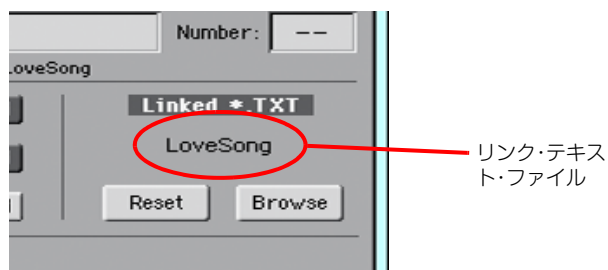 Number: --
LoveSong
Linked *.TXT
LoveSong
Reset Browse
リンク・テキス
ト・ファイル